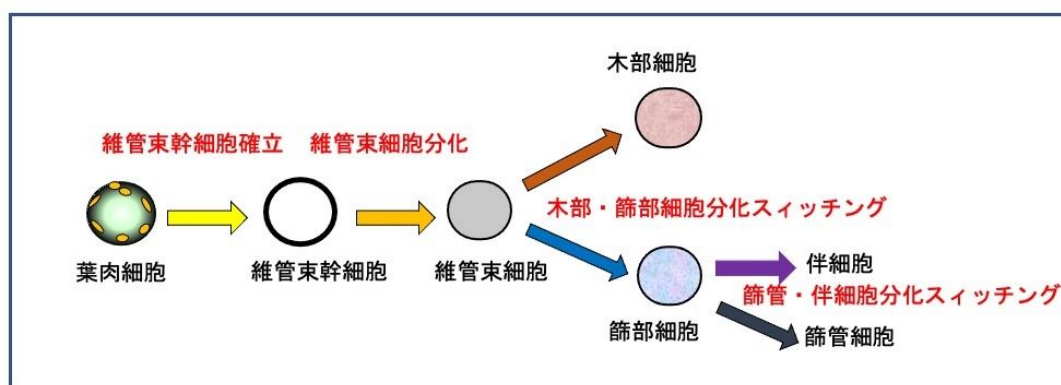 木部細胞
維管束幹細胞確立 維管束細胞分化
木部・篩部細胞分化スィッチング
葉肉細胞
維管束幹細胞
維管束細胞
伴細胞
篩管・伴細胞分化スィッチング
篩部細胞
篩管細胞